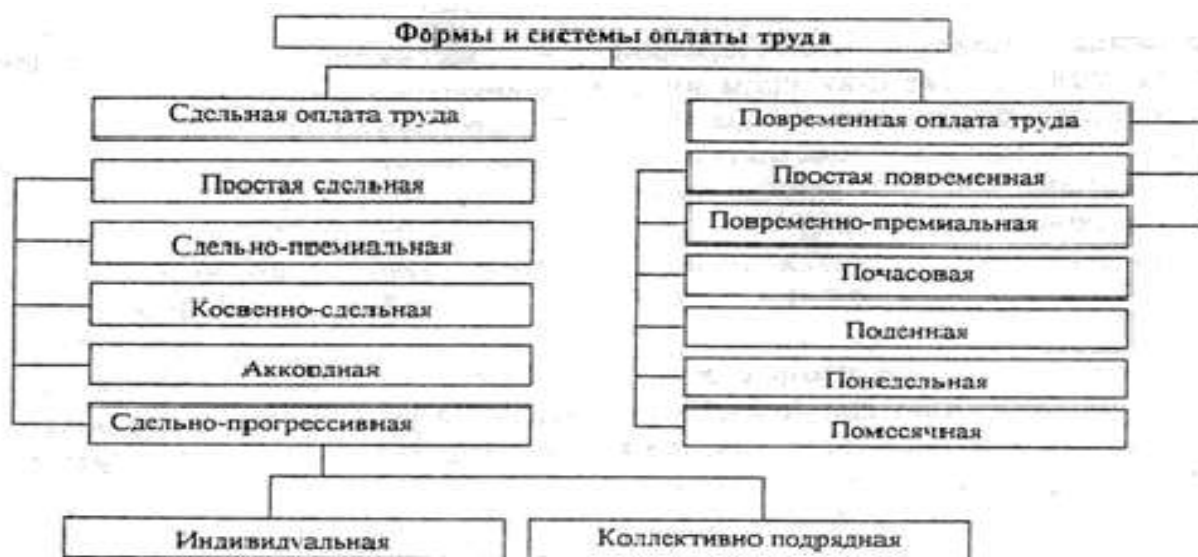 Формы и системы оплаты труда
Сдельная оплата труда
Повременная оплата труда
Простая сдельная
Простая повременная
Сдельно-премиальная
Повременно-премиальная
Косвенно-сдельная
Почасовая
Поденная
Аккордная
Понедельная
Сдельно-прогрессивная
Помесячная
Индивидуальная
Коллективно подрядная